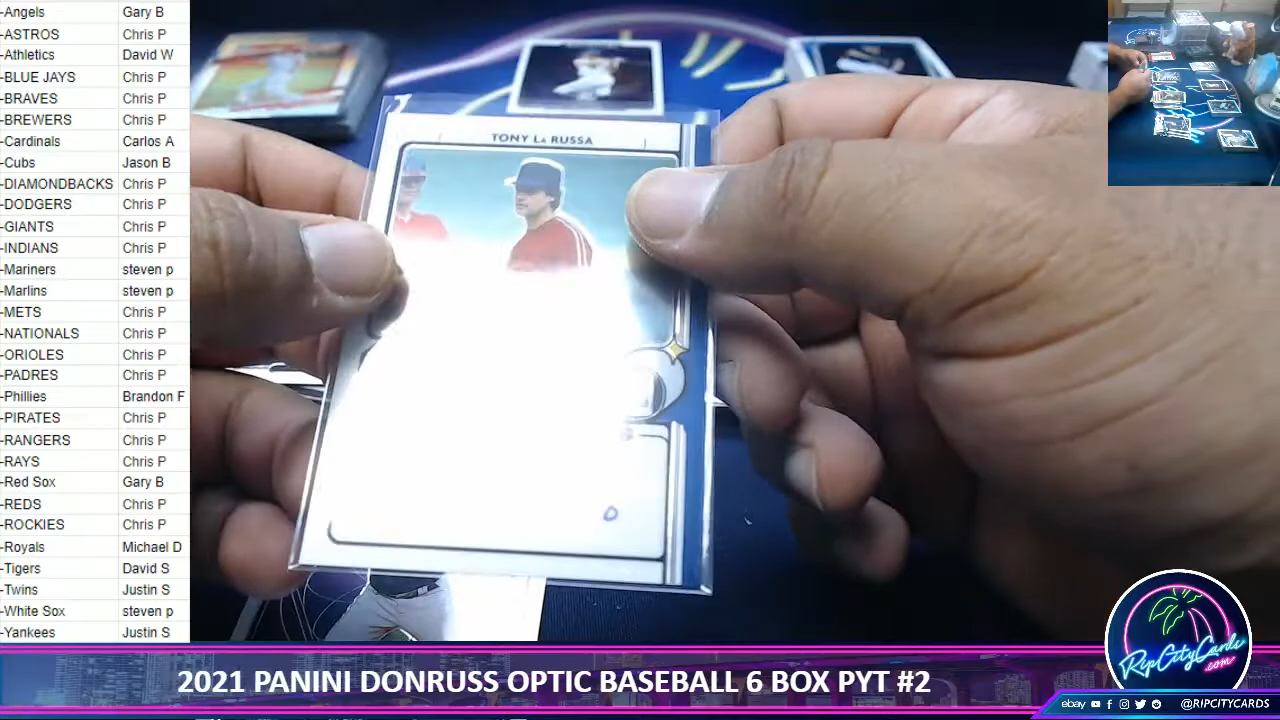 -Angels Gary B
-ASTROS Chris P
-Athletics David W
-BLUE JAYS Chris P
-BRAVES Chris P
-BREWERS Chris P
-Cardinals Carlos A
-Cubs Jason B
-DIAMONDBACKS Chris P
-DODGERS Chris P
-GIANTS Chris P
-INDIANS Chris P
-Mariners steven p
-Marlins steven p
-METS Chris P
-NATIONALS Chris P
-ORIOLES Chris P
-PADRES Chris P
-Phillies Brandon F
-PIRATES Chris P
-RANGERS Chris P
-RAYS Chris P
-Red Sox Gary B
-REDS Chris P
-ROCKIES Chris P
-Royals Michael D
-Tigers David S
-Twins Justin S
-White Sox steven p
-Yankees Justin S
TONY LA RUSSA
2021 PANINI DONRUSS OPTIC BASEBALL 6 BOX PYT #2
RipCityCards
.com
ebay @RIPCITYCARDS